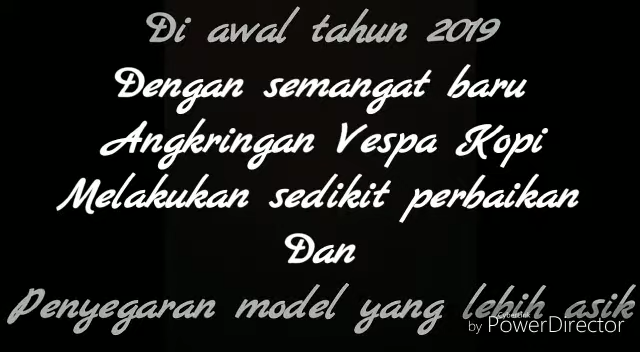 Di awal tahun 2019
Dengan semangat baru
Angkringan Vespa Kopi
Melakukan sedikit perbaikan
Dan
Penyegaran model yang lebih asik
CyberLink
by PowerDirector